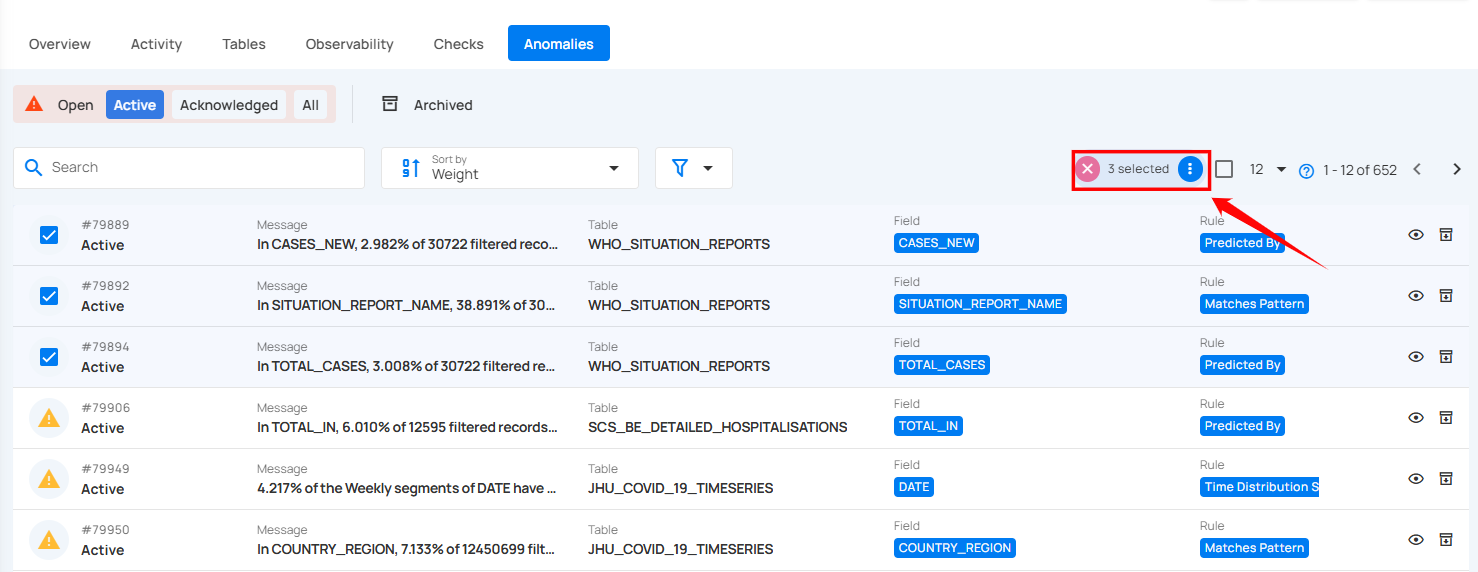 Overview Activity Tables Observability Checks Anomalies
Open Active Acknowledged All Archived
Search Sort by Weight 3 selected 12 1 - 12 of 652
#79889 Message Table Field Rule
Active In CASES_NEW, 2.982% of 30722 filtered reco... WHO_SITUATION_REPORTS CASES_NEW Predicted By
#79892 Message Table Field Rule
Active In SITUATION_REPORT_NAME, 38.891% of 30... WHO_SITUATION_REPORTS SITUATION_REPORT_NAME Matches Pattern
#79894 Message Table Field Rule
Active In TOTAL_CASES, 3.008% of 30722 filtered re... WHO_SITUATION_REPORTS TOTAL_CASES Predicted By
#79906 Message Table Field Rule
Active In TOTAL_IN, 6.010% of 12595 filtered records... SCS_BE_DETAILED_HOSPITALISATIONS TOTAL_IN Predicted By
#79949 Message Table Field Rule
Active 4.217% of the Weekly segments of DATE have ... JHU_COVID_19_TIMESERIES DATE Time Distribution S
#79950 Message Table Field Rule
Active In COUNTRY_REGION, 7.133% of 12450699 filt... JHU_COVID_19_TIMESERIES COUNTRY_REGION Matches Pattern